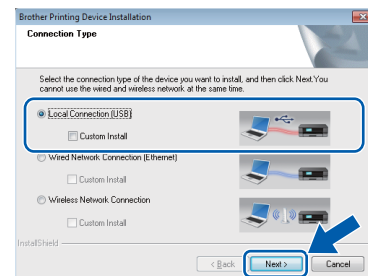 Brother Printing Device Installation
Connection Type
Select the connection type of the device you want to install, and then click Next.You
cannot use the wired and wireless network at the same time.
Local Connection (USB)
Custom Install
Wired Network Connection (Ethernet)
Custom Install
Wireless Network Connection
Custom Install
InstallShield
< Back
Next >
Cancel